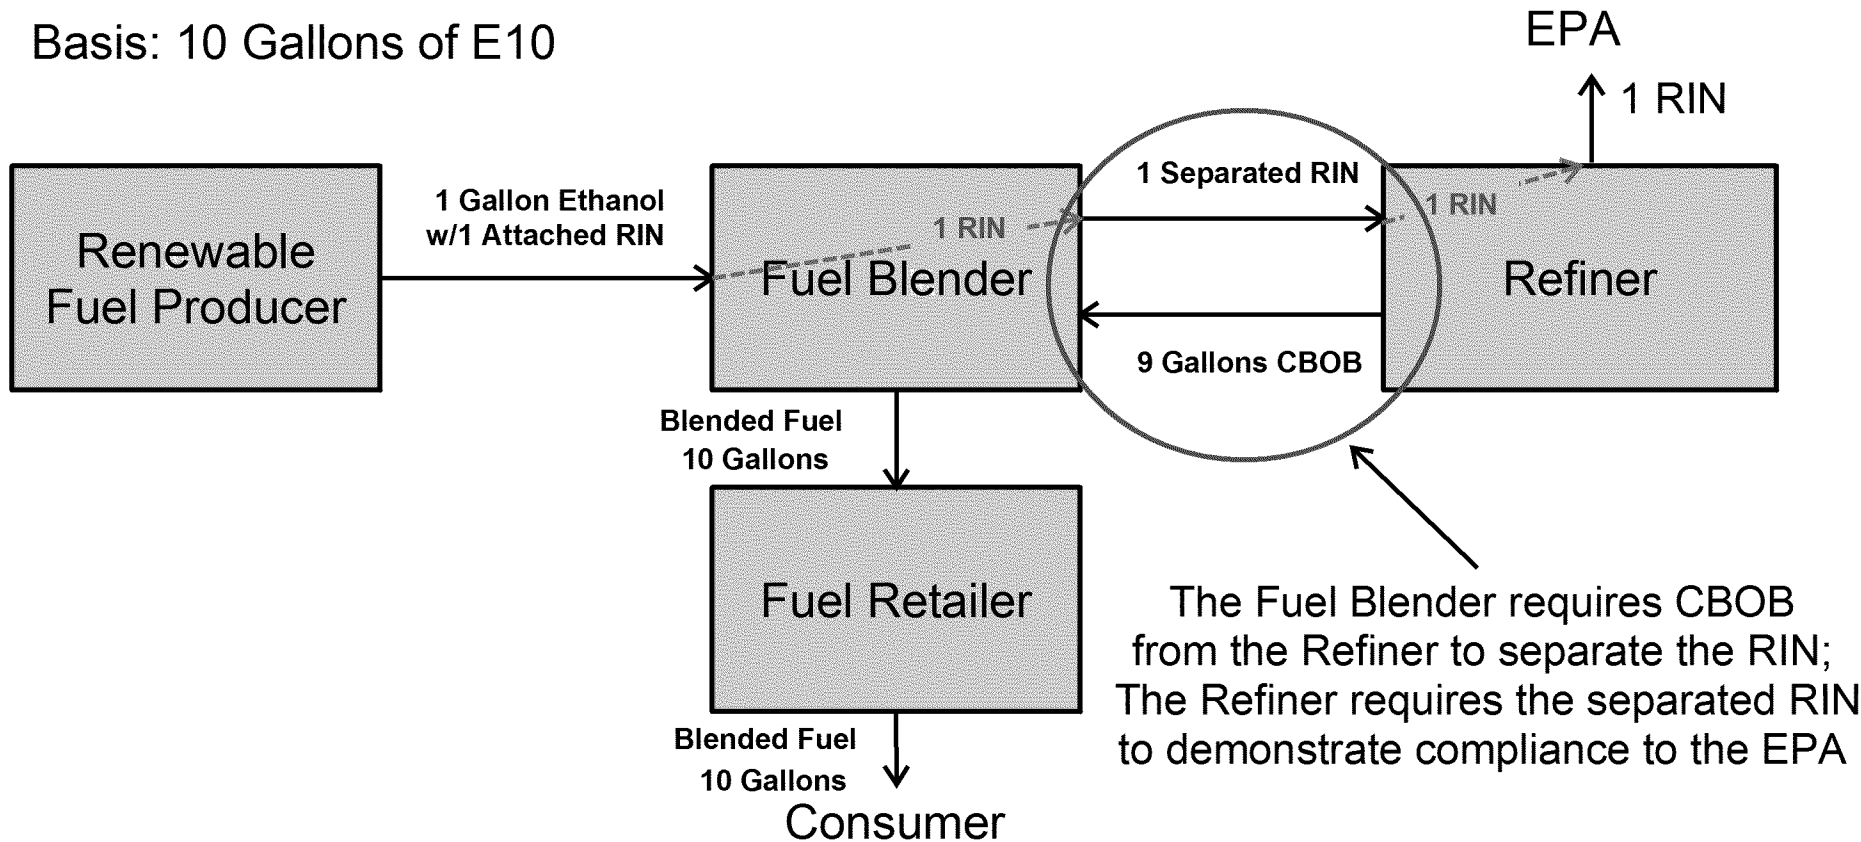 Basis: 10 Gallons of E10
EPA
1 RIN
Renewable
Fuel Producer
1 Gallon Ethanol
w/1 Attached RIN
1 RIN
Fuel Blender
1 Separated RIN
9 Gallons CBOB
1 RIN
Refiner
Blended Fuel
10 Gallons
Fuel Retailer
Blended Fuel
10 Gallons
Consumer
The Fuel Blender requires CBOB
from the Refiner to separate the RIN;
The Refiner requires the separated RIN
to demonstrate compliance to the EPA